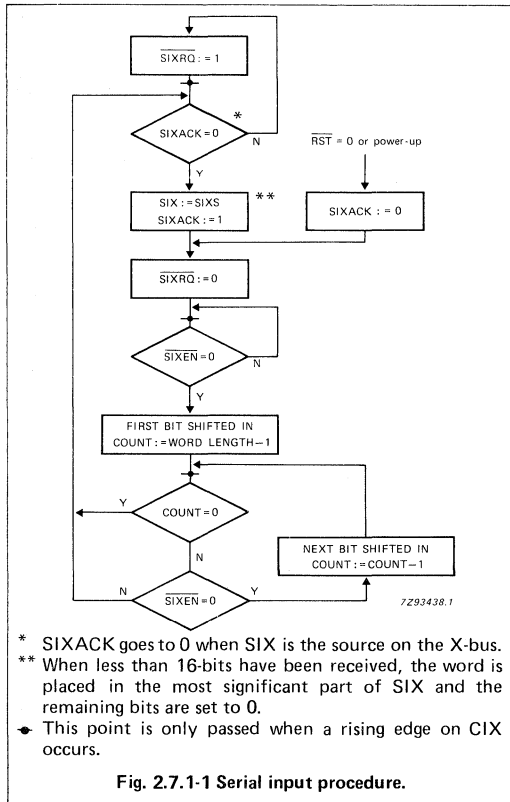 SIXRQ : = 1
SIXACK = 0
*
N
Y
RST = 0 or power-up
SIX : = SIXS
SIXACK : = 1
**
SIXACK : = 0
SIXRQ : = 0
SIXEN = 0
N
Y
FIRST BIT SHIFTED IN
COUNT : = WORD LENGTH−1
Y
COUNT = 0
N
NEXT BIT SHIFTED IN
COUNT : = COUNT−1
N
SIXEN = 0
Y
7Z93438.1
* SIXACK goes to 0 when SIX is the source on the X-bus.
** When less than 16-bits have been received, the word is
placed in the most significant part of SIX and the
remaining bits are set to 0.
This point is only passed when a rising edge on CIX
occurs.
Fig. 2.7.1-1 Serial input procedure.